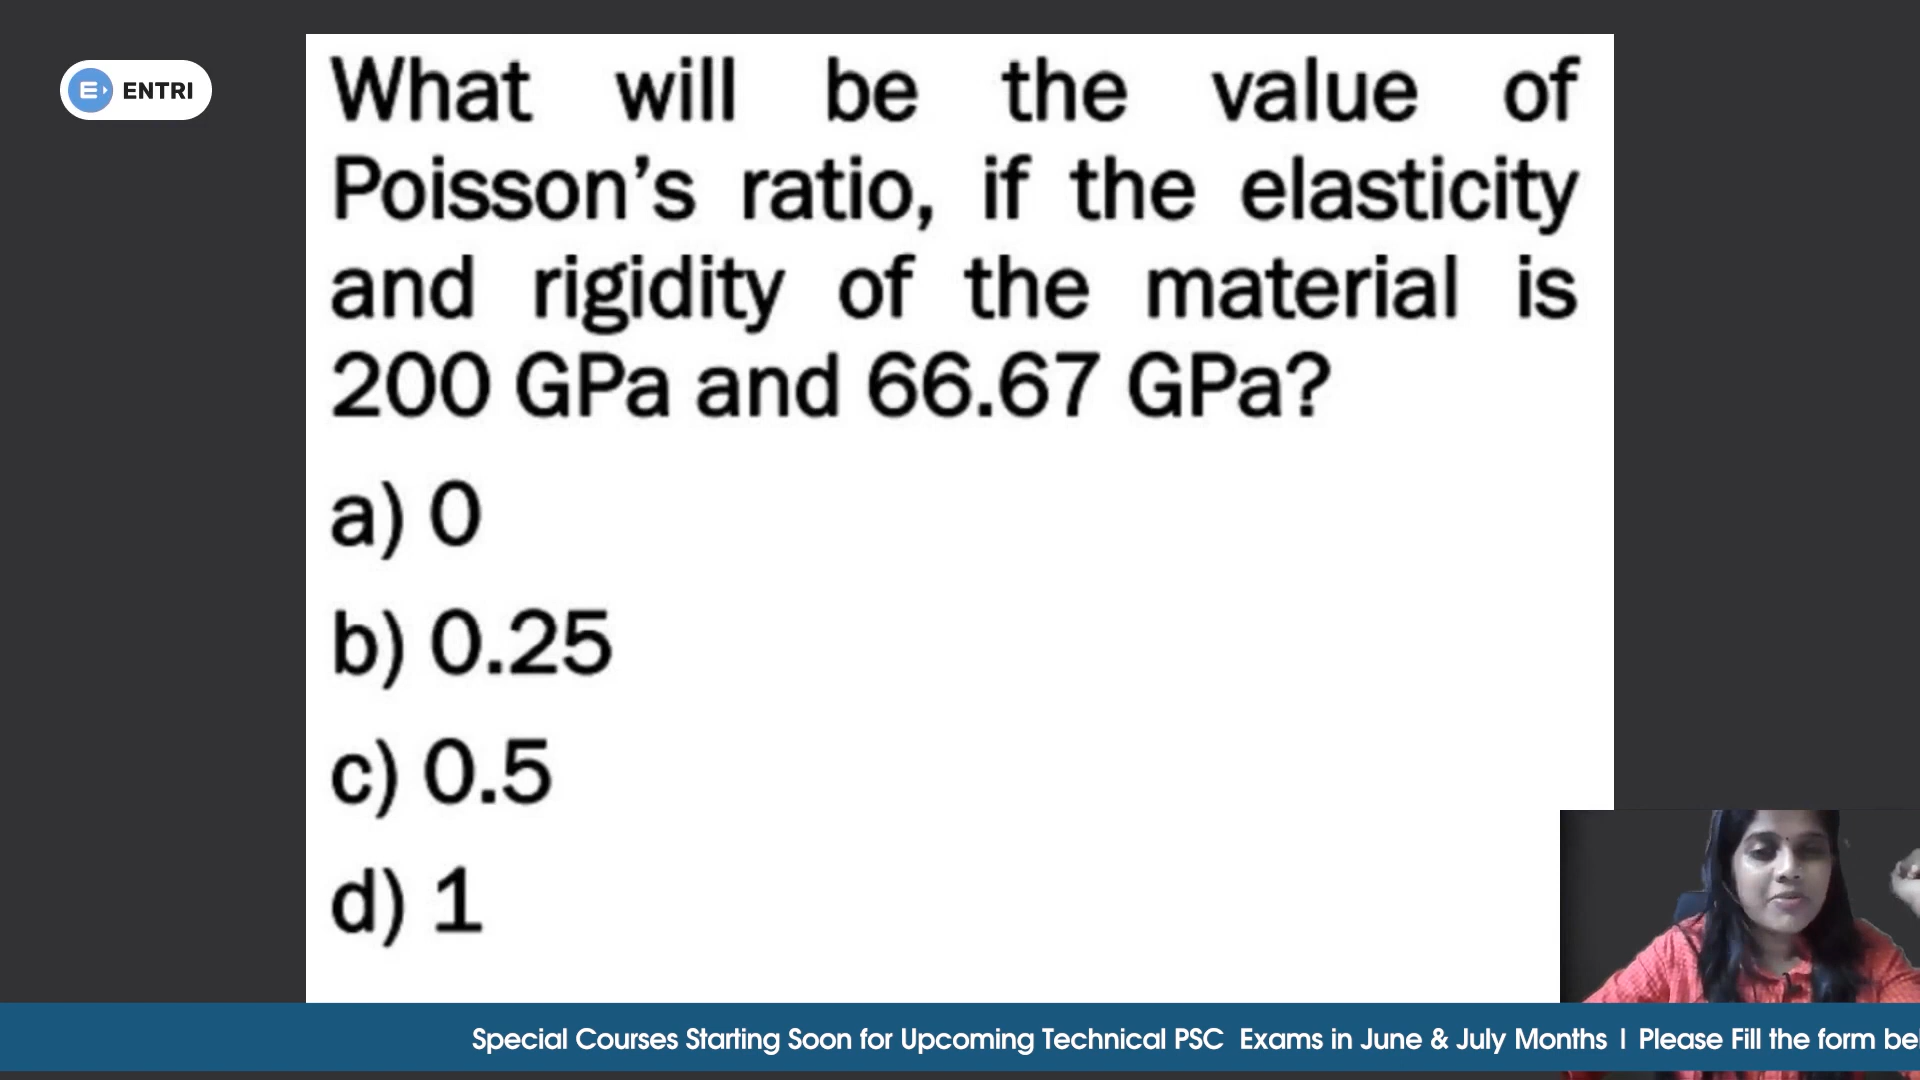 ENTRI
What will be the value of
Poisson’s ratio, if the elasticity
and rigidity of the material is
200 GPa and 66.67 GPa?
a) 0
b) 0.25
c) 0.5
d) 1
Special Courses Starting Soon for Upcoming Technical PSC Exams in June & July Months | Please Fill the form